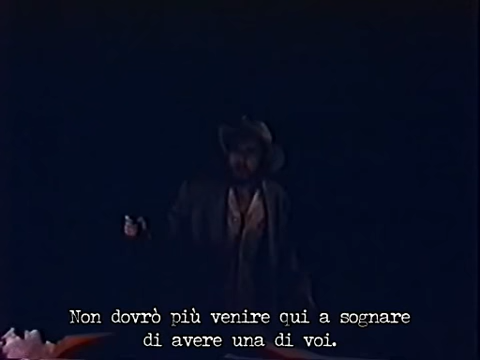 Non dovrò più venire qui a sognare
di avere una di voi.